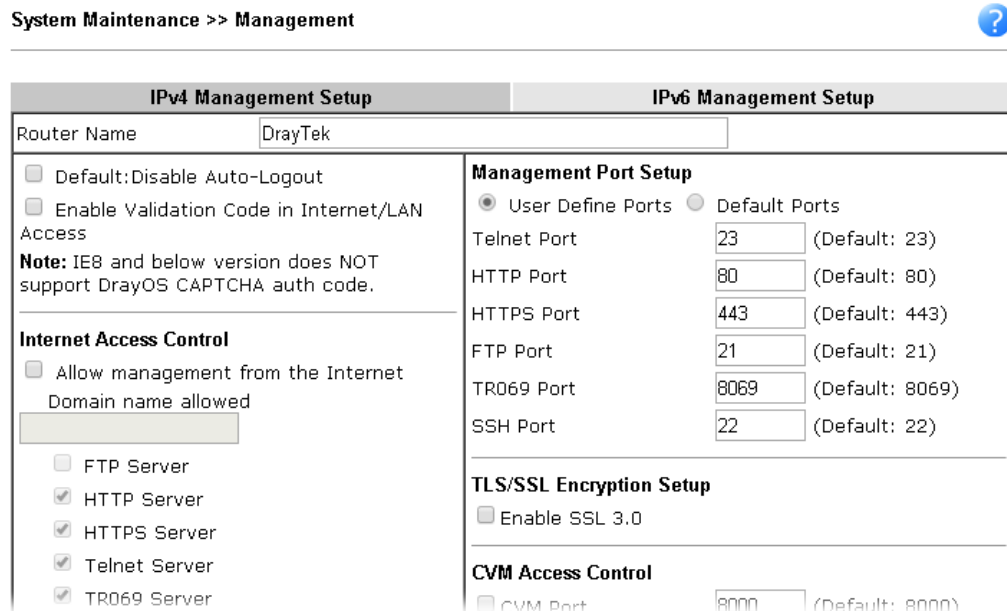 System Maintenance >> Management
?
IPv4 Management Setup
IPv6 Management Setup
Router Name DrayTek
Default:Disable Auto-Logout
Enable Validation Code in Internet/LAN
Access
Note: IE8 and below version does NOT
support DrayOS CAPTCHA auth code.
Internet Access Control
Allow management from the Internet
Domain name allowed
FTP Server
HTTP Server
HTTPS Server
Telnet Server
TR069 Server
Management Port Setup
User Define Ports Default Ports
Telnet Port 23 (Default: 23)
HTTP Port 80 (Default: 80)
HTTPS Port 443 (Default: 443)
FTP Port 21 (Default: 21)
TR069 Port 8069 (Default: 8069)
SSH Port 22 (Default: 22)
TLS/SSL Encryption Setup
Enable SSL 3.0
CVM Access Control
CVM Port 8000 (Default: 8000)